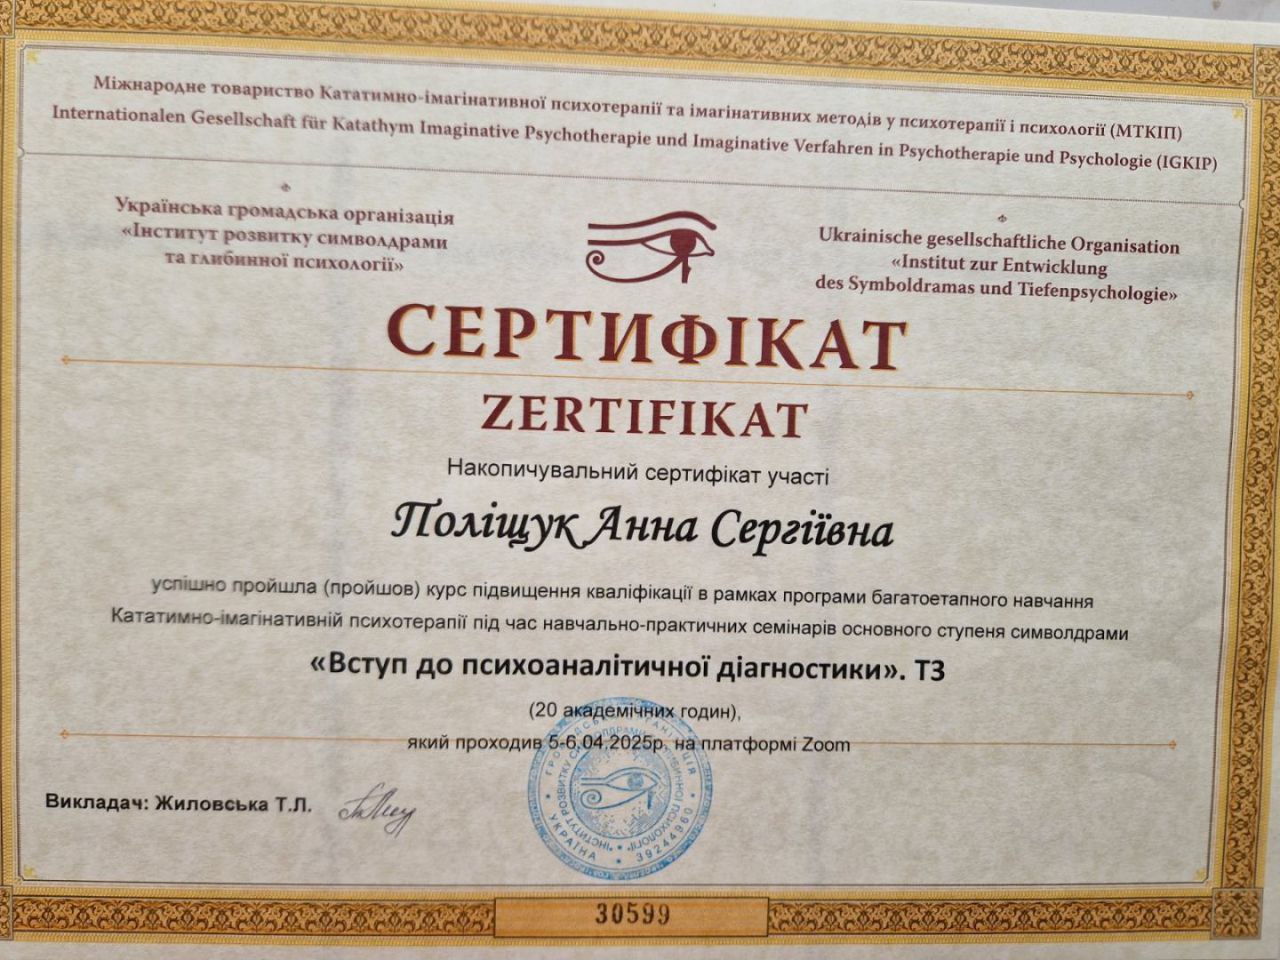 Міжнародне товариство Кататимно-імагінативної психотерапії та імагінативних методів у психотерапії і психології (МТКІП)
Internationalen Gesellschaft für Katathym Imaginative Psychotherapie und Imaginative Verfahren in Psychotherapie und Psychologie (IGKIP)
Українська громадська організація
«Інститут розвитку символдрами
та глибинної психології»
Ukrainische gesellschaftliche Organisation
«Institut zur Entwicklung
des Symboldramas und Tiefenpsychologie»
СЕРТИФІКАТ
ZERTIFIKAT
Накопичувальний сертифікат участі
Поліщук Анна Сергіївна
успішно пройшла (пройшов) курс підвищення кваліфікації в рамках програми багатоетапного навчання
Кататимно-імагінативній психотерапії під час навчально-практичних семінарів основного ступеня символдрами
«Вступ до психоаналітичної діагностики». Т3
(20 академічних годин),
який проходив 5-6.04.2025р. на платформі Zoom
Викладач: Жиловська Т.Л.
УКРАЇНА
39244960
30599